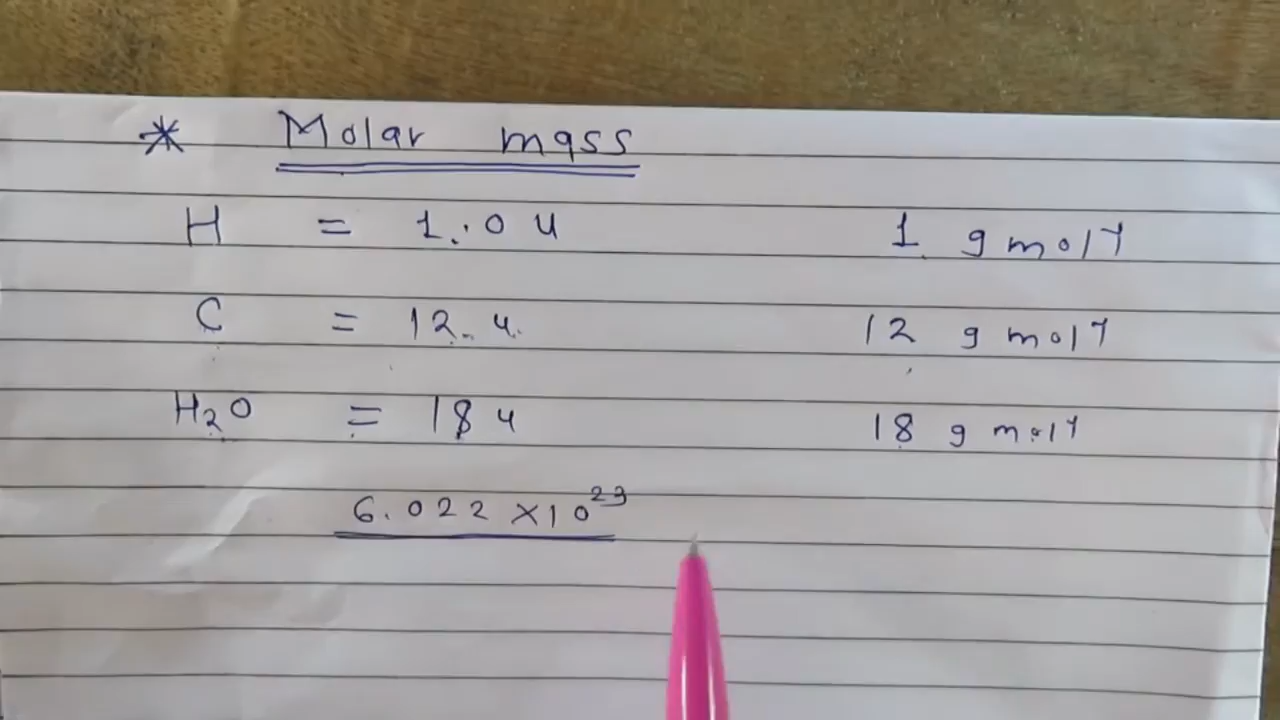 * Molar mass
H = 1.0 u 1 g mol⁻¹
C = 12 u 12 g mol⁻¹
H₂O = 18 u 18 g mol⁻¹
6.022 × 10²³